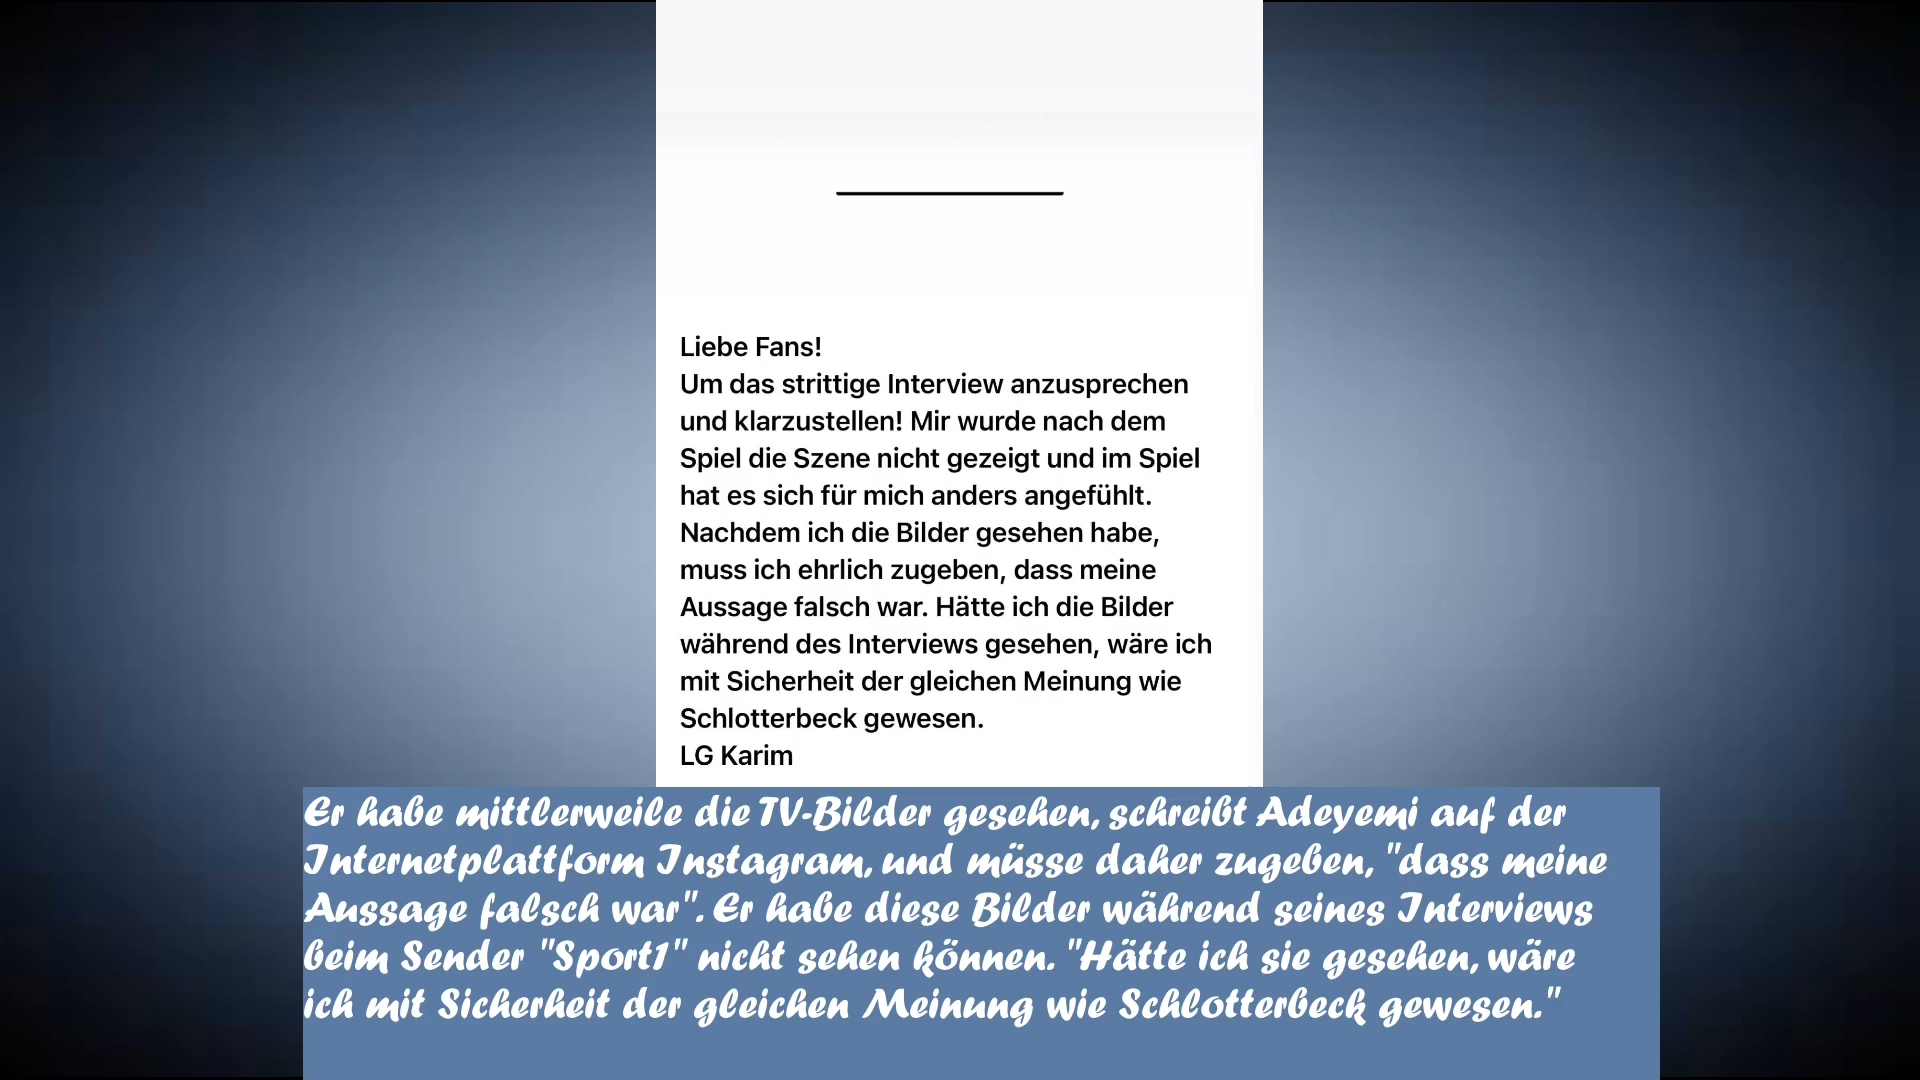 Liebe Fans!
Um das strittige Interview anzusprechen
und klarzustellen! Mir wurde nach dem
Spiel die Szene nicht gezeigt und im Spiel
hat es sich für mich anders angefühlt.
Nachdem ich die Bilder gesehen habe,
muss ich ehrlich zugeben, dass meine
Aussage falsch war. Hätte ich die Bilder
während des Interviews gesehen, wäre ich
mit Sicherheit der gleichen Meinung wie
Schlotterbeck gewesen.
LG Karim
Er habe mittlerweile die TV-Bilder gesehen, schreibt Adeyemi auf der
Internetplattform Instagram, und müsse daher zugeben, "dass meine
Aussage falsch war". Er habe diese Bilder während seines Interviews
beim Sender "Sport1" nicht sehen können. "Hätte ich sie gesehen, wäre
ich mit Sicherheit der gleichen Meinung wie Schlotterbeck gewesen."